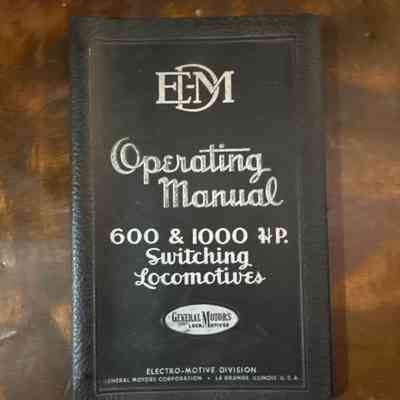 EMD
Operating
Manual
600 & 1000 H.P.
Switching
Locomotives
GENERAL MOTORS
LOCOMOTIVES
ELECTRO-MOTIVE DIVISION
GENERAL MOTORS CORPORATION • LA GRANGE, ILLINOIS, U.S.A.